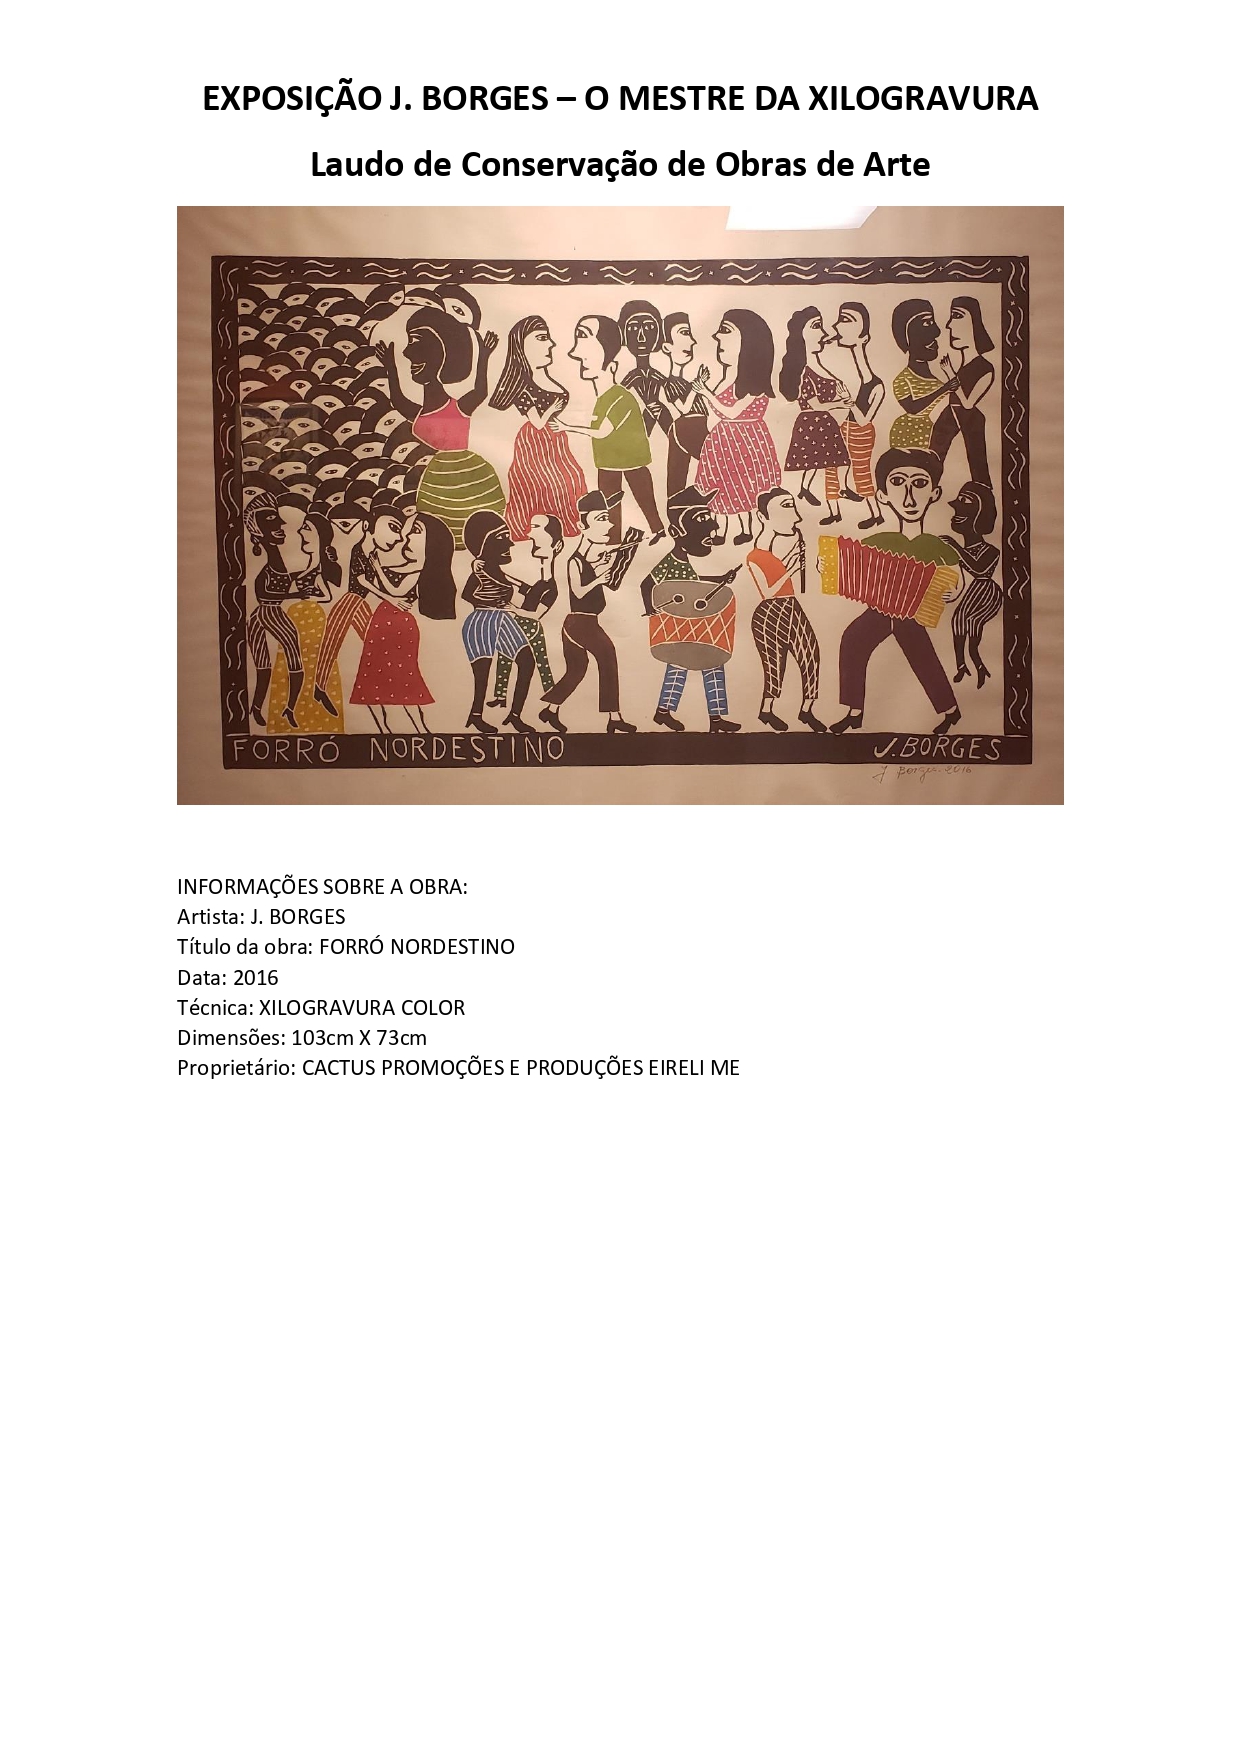 EXPOSIÇÃO J. BORGES – O MESTRE DA XILOGRAVURA
Laudo de Conservação de Obras de Arte
FORRÓ NORDESTINO
J. BORGES
J Borges. 2016
INFORMAÇÕES SOBRE A OBRA:
Artista: J. BORGES
Título da obra: FORRÓ NORDESTINO
Data: 2016
Técnica: XILOGRAVURA COLOR
Dimensões: 103cm X 73cm
Proprietário: CACTUS PROMOÇÕES E PRODUÇÕES EIRELI ME